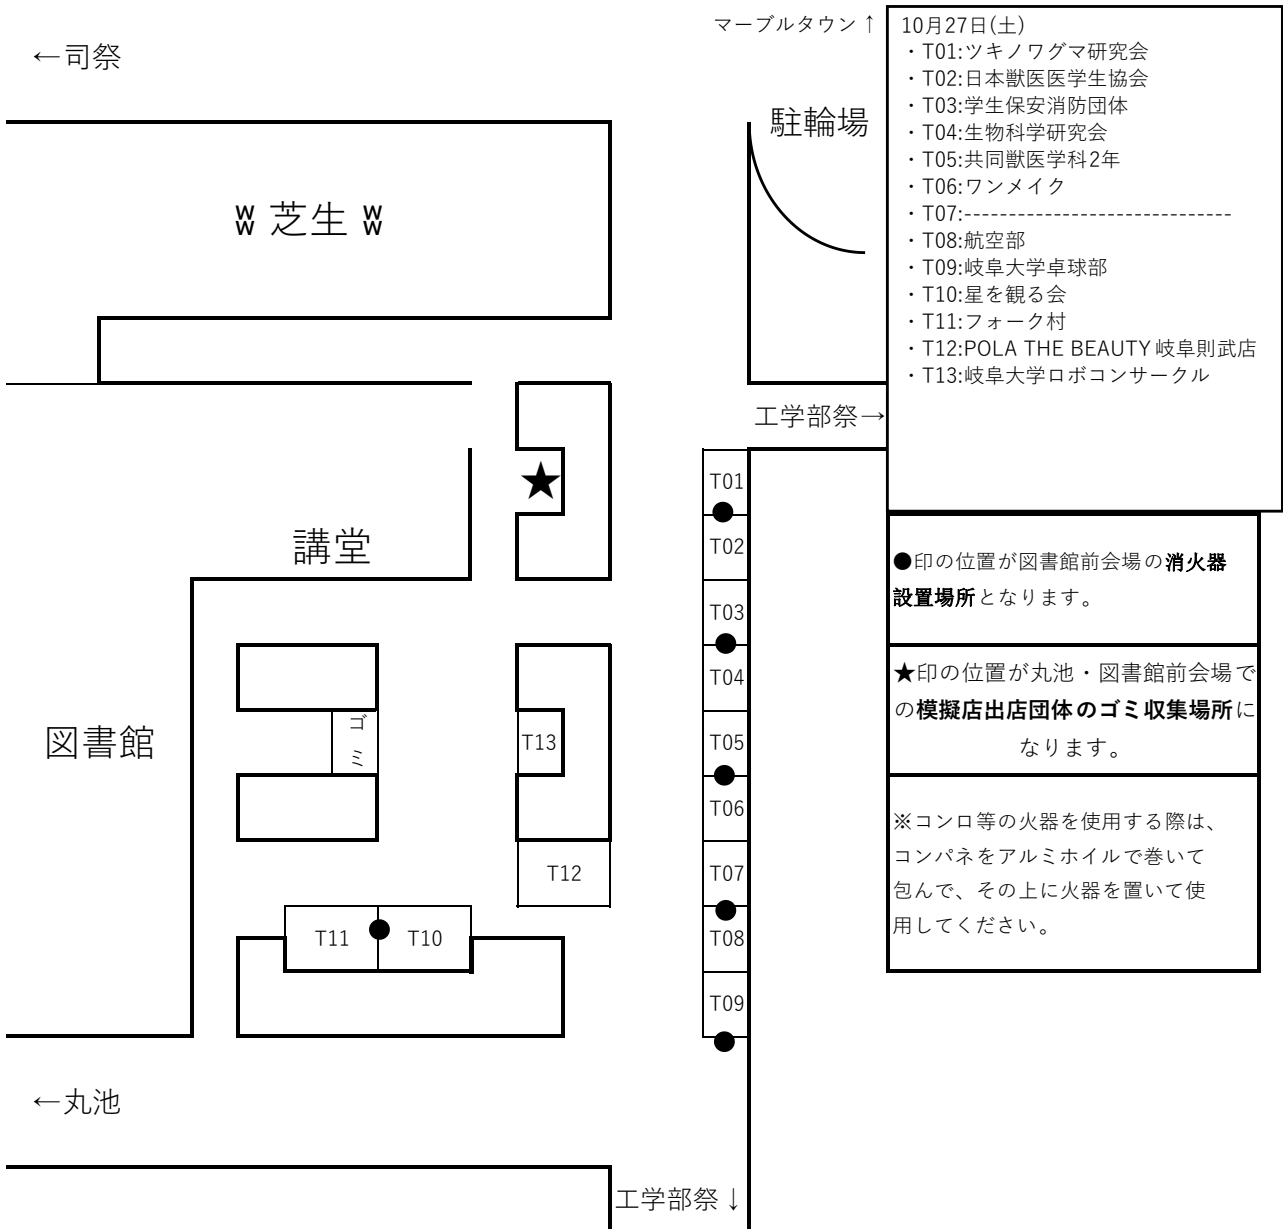 マーブルタウン↑
←司祭
駐輪場
芝生
工学部祭→
講堂
図書館
ゴミ
T01
T02
T03
T04
T05
T06
T07
T08
T09
T13
T12
T11
T10
←丸池
工学部祭↓
10月27日(土)
・T01:ツキノワグマ研究会
・T02:日本獣医医学生協会
・T03:学生保安消防団体
・T04:生物科学研究会
・T05:共同獣医学科2年
・T06:ワンメイク
・T07:------------------------------
・T08:航空部
・T09:岐阜大学卓球部
・T10:星を観る会
・T11:フォーク村
・T12:POLA THE BEAUTY 岐阜則武店
・T13:岐阜大学ロボコンサークル
●印の位置が図書館前会場の消火器
設置場所となります。
★印の位置が丸池・図書館前会場で
の模擬店出店団体のゴミ収集場所に
なります。
※コンロ等の火器を使用する際は、
コンパネをアルミホイルで巻いて
包んで、その上に火器を置いて使
用してください。